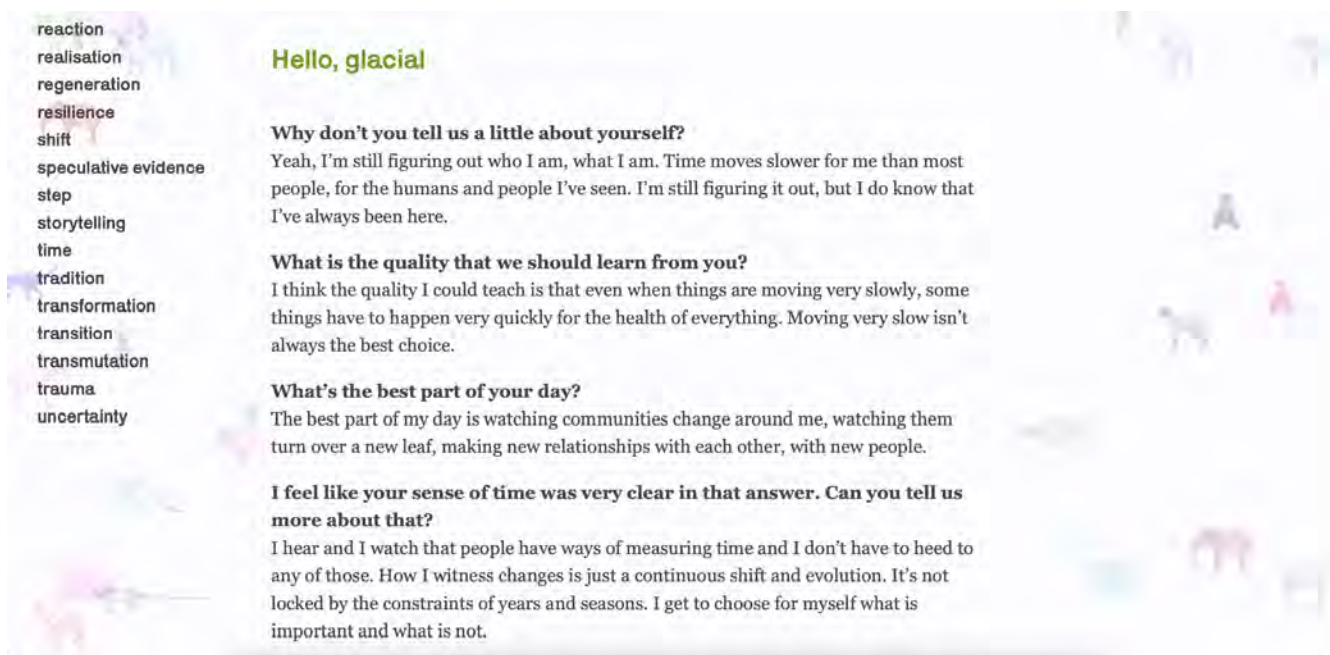 reaction
realisation
regeneration
resilience
shift
speculative evidence
step
storytelling
time
tradition
transformation
transition
transmutation
trauma
uncertainty
Hello, glacial
Why don’t you tell us a little about yourself?
Yeah, I’m still figuring out who I am, what I am. Time moves slower for me than most
people, for the humans and people I’ve seen. I’m still figuring it out, but I do know that
I’ve always been here.
What is the quality that we should learn from you?
I think the quality I could teach is that even when things are moving very slowly, some
things have to happen very quickly for the health of everything. Moving very slow isn’t
always the best choice.
What’s the best part of your day?
The best part of my day is watching communities change around me, watching them
turn over a new leaf, making new relationships with each other, with new people.
I feel like your sense of time was very clear in that answer. Can you tell us
more about that?
I hear and I watch that people have ways of measuring time and I don’t have to heed to
any of those. How I witness changes is just a continuous shift and evolution. It’s not
locked by the constraints of years and seasons. I get to choose for myself what is
important and what is not.